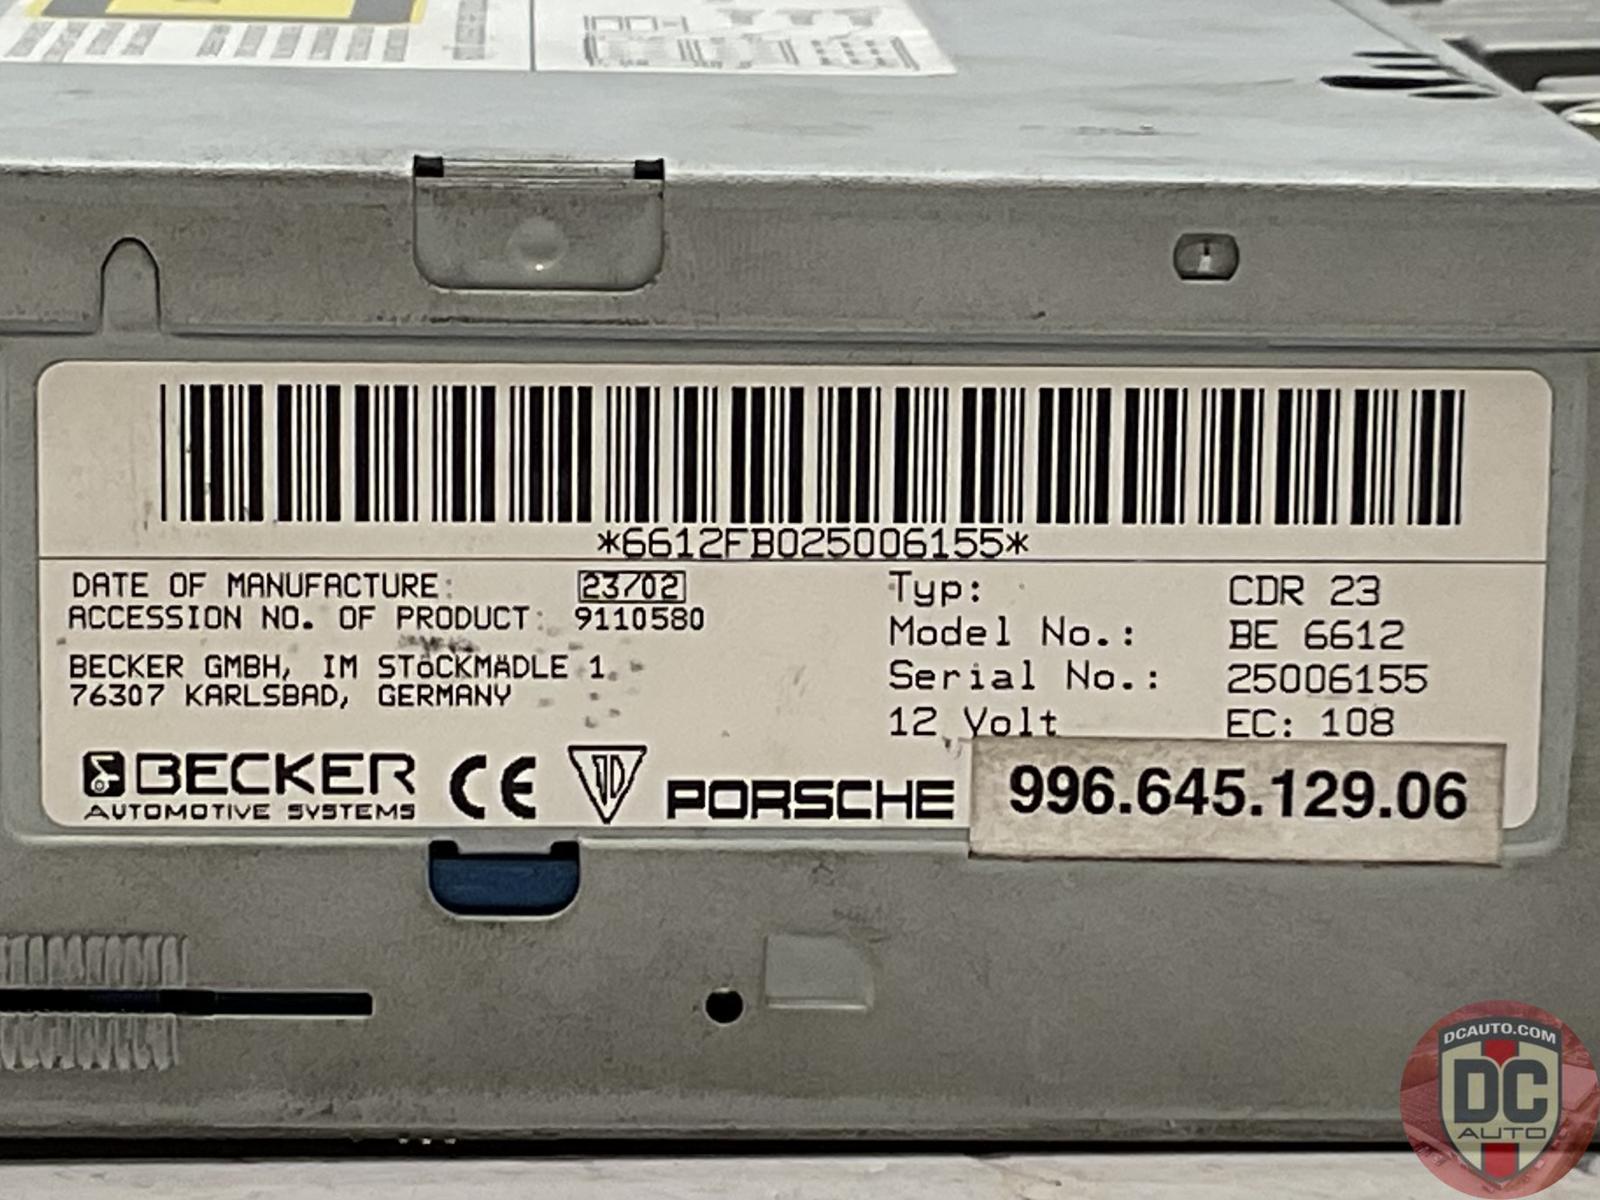 *6612FB025006155*
DATE OF MANUFACTURE: 23/02
ACCESSION NO. OF PRODUCT: 9110580
BECKER GMBH, IM STöCKMÄDLE 1
76307 KARLSBAD, GERMANY
Typ: CDR 23
Model No.: BE 6612
Serial No.: 25006155
12 Volt EC: 108
BECKER
AUTOMOTIVE SYSTEMS
CE
PORSCHE
996.645.129.06
DCAUTO.COM
DC
AUTO